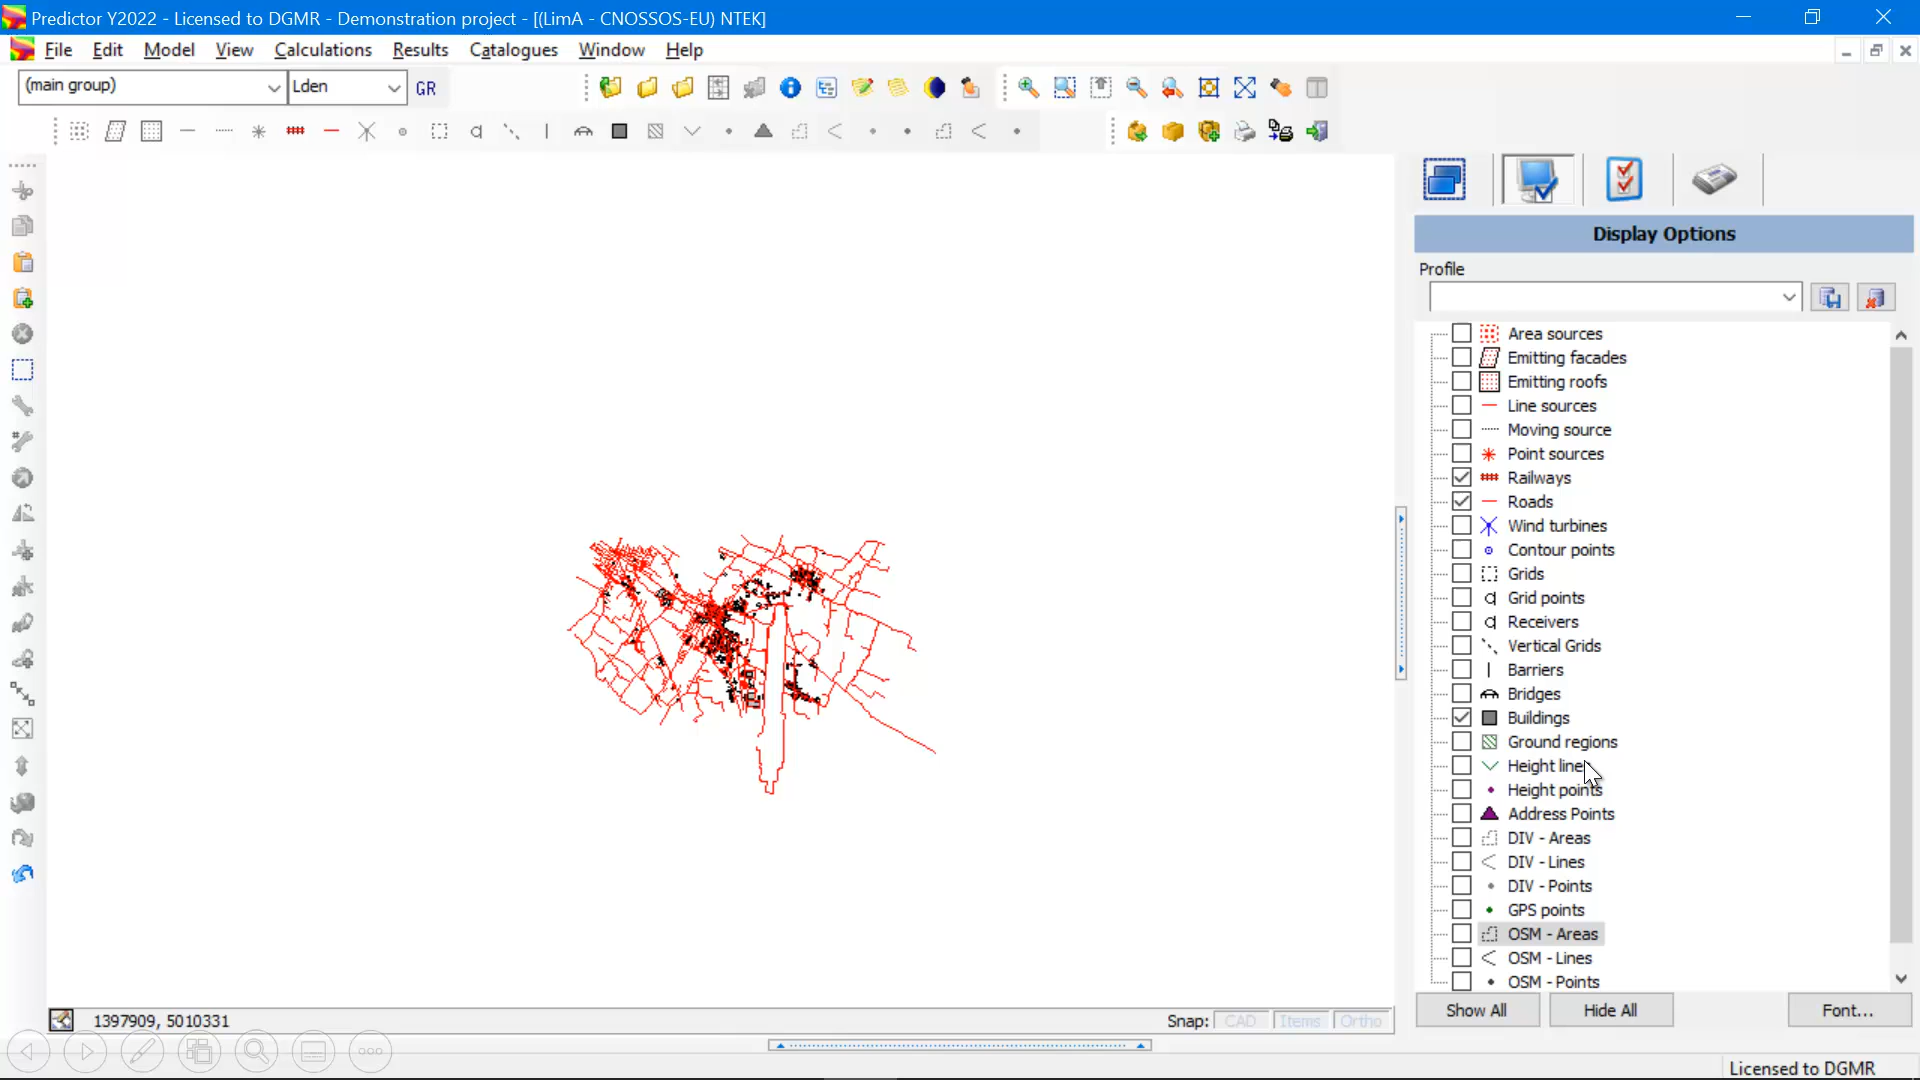 Predictor Y2022 - Licensed to DGMR - Demonstration project - [(LimA - CNOSSOS-EU) NTEK]
File Edit Model View Calculations Results Catalogues Window Help
(main group) Lden GR
Display Options
Profile
Area sources
Emitting facades
Emitting roofs
Line sources
Moving source
Point sources
Railways
Roads
Wind turbines
Contour points
Grids
Grid points
Receivers
Vertical Grids
Barriers
Bridges
Buildings
Ground regions
Height line
Height points
Address Points
DIV - Areas
DIV - Lines
DIV - Points
GPS points
OSM - Areas
OSM - Lines
OSM - Points
Show All Hide All Font...
1397909, 5010331 Snap: CAD Items Ortho
Licensed to DGMR